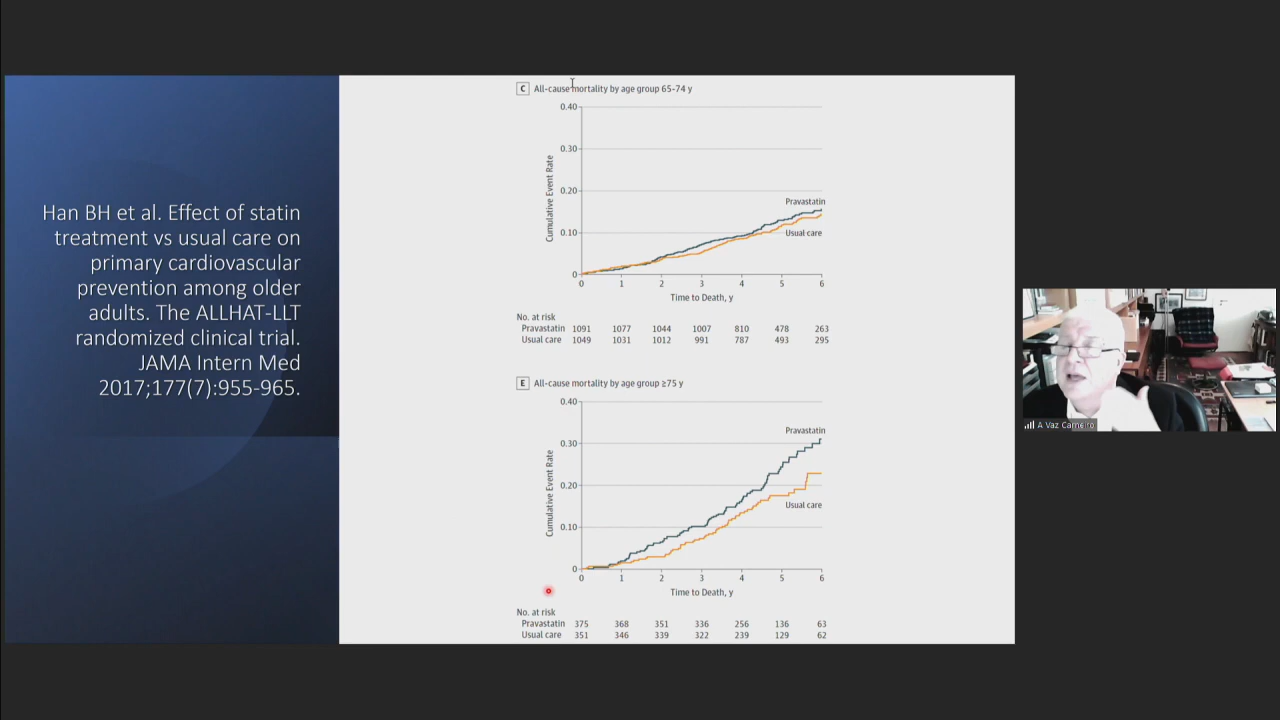 Han BH et al. Effect of statin
treatment vs usual care on
primary cardiovascular
prevention among older
adults. The ALLHAT-LLT
randomized clinical trial.
JAMA Intern Med
2017;177(7):955-965.
C All-cause mortality by age group 65-74 y
0.40
0.30
0.20
0.10
0
Cumulative Event Rate
Pravastatin
Usual care
0 1 2 3 4 5 6
Time to Death, y
No. at risk
Pravastatin 1091 1077 1044 1007 810 478 263
Usual care 1049 1031 1012 991 787 493 295
E All-cause mortality by age group ≥75 y
0.40
0.30
0.20
0.10
0
Cumulative Event Rate
Pravastatin
Usual care
0 1 2 3 4 5 6
Time to Death, y
No. at risk
Pravastatin 375 368 351 336 256 136 63
Usual care 351 346 339 322 239 129 62
A Vaz Carneiro